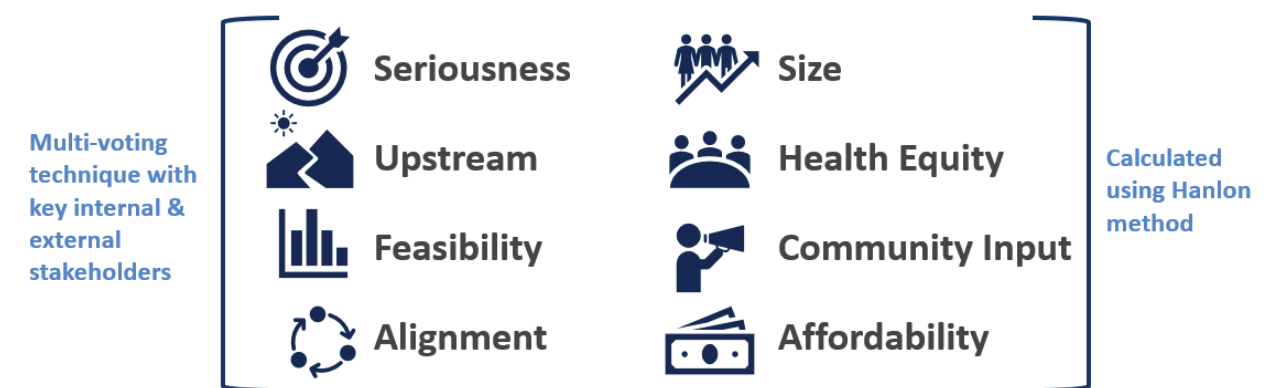 Multi-voting
technique with
key internal &
external
stakeholders
Seriousness
Upstream
Feasibility
Alignment
Size
Health Equity
Community Input
Affordability
Calculated
using Hanlon
method